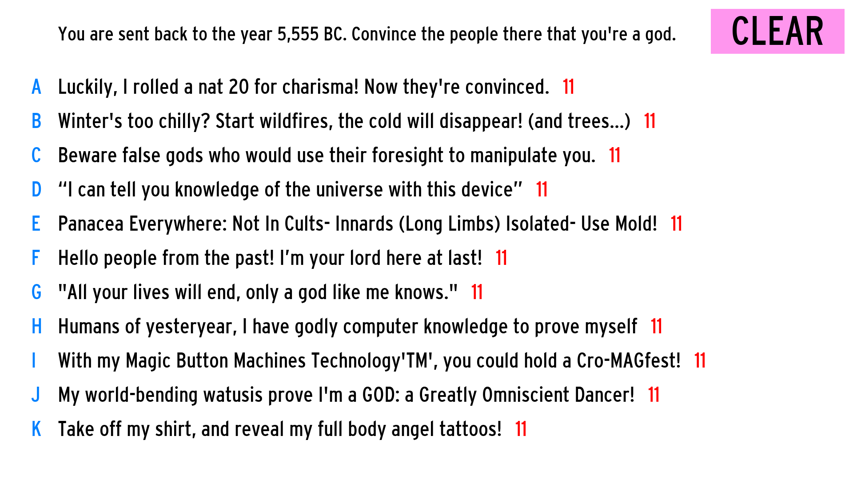 You are sent back to the year 5,555 BC. Convince the people there that you're a god.
CLEAR
A Luckily, I rolled a nat 20 for charisma! Now they're convinced. 11
B Winter's too chilly? Start wildfires, the cold will disappear! (and trees...) 11
C Beware false gods who would use their foresight to manipulate you. 11
D “I can tell you knowledge of the universe with this device” 11
E Panacea Everywhere: Not In Cults- Innards (Long Limbs) Isolated- Use Mold! 11
F Hello people from the past! I’m your lord here at last! 11
G "All your lives will end, only a god like me knows." 11
H Humans of yesteryear, I have godly computer knowledge to prove myself 11
I With my Magic Button Machines Technology'TM', you could hold a Cro-MAGfest! 11
J My world-bending watusis prove I'm a GOD: a Greatly Omniscient Dancer! 11
K Take off my shirt, and reveal my full body angel tattoos! 11